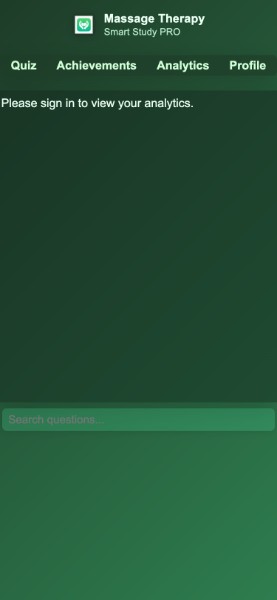 Massage Therapy
Smart Study PRO
Quiz Achievements Analytics Profile
Please sign in to view your analytics.
Search questions...